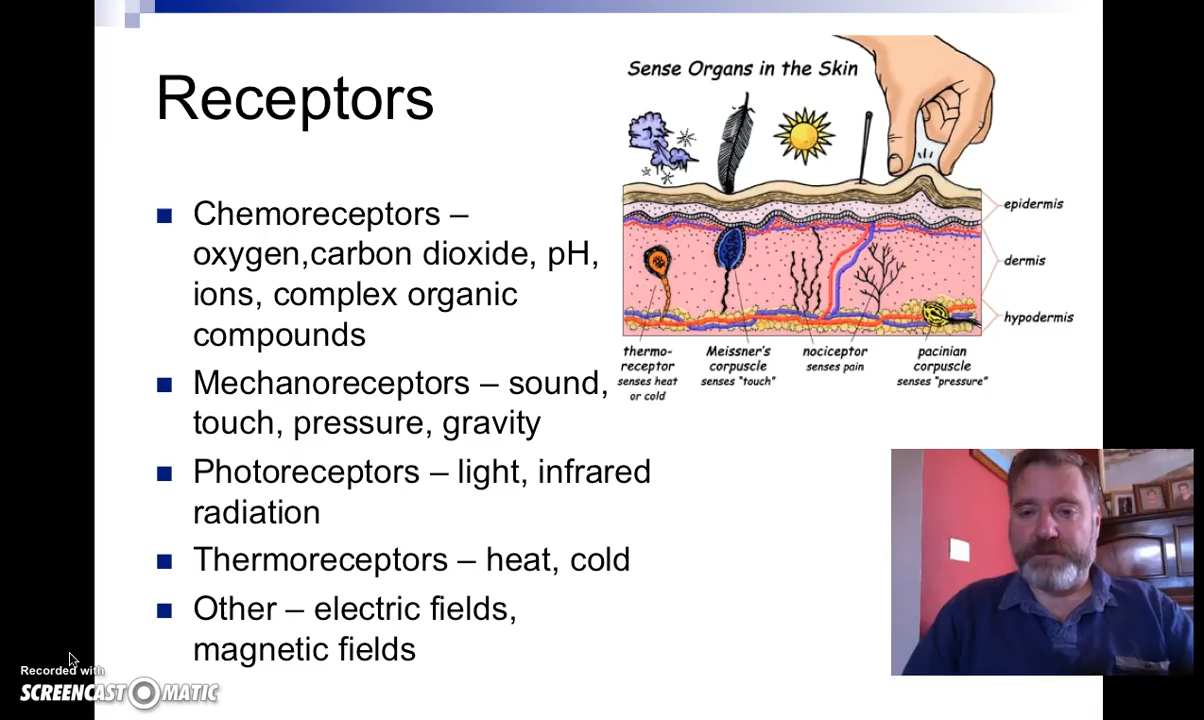 Receptors
Chemoreceptors –
oxygen,carbon dioxide, pH,
ions, complex organic
compounds
Mechanoreceptors – sound,
touch, pressure, gravity
Photoreceptors – light, infrared
radiation
Thermoreceptors – heat, cold
Other – electric fields,
magnetic fields
Sense Organs in the Skin
epidermis
dermis
hypodermis
thermo-
receptor
senses heat
or cold
Meissner's
corpuscle
senses "touch"
nociceptor
senses pain
pacinian
corpuscle
senses "pressure"
Recorded with
SCREENCAST MATIC